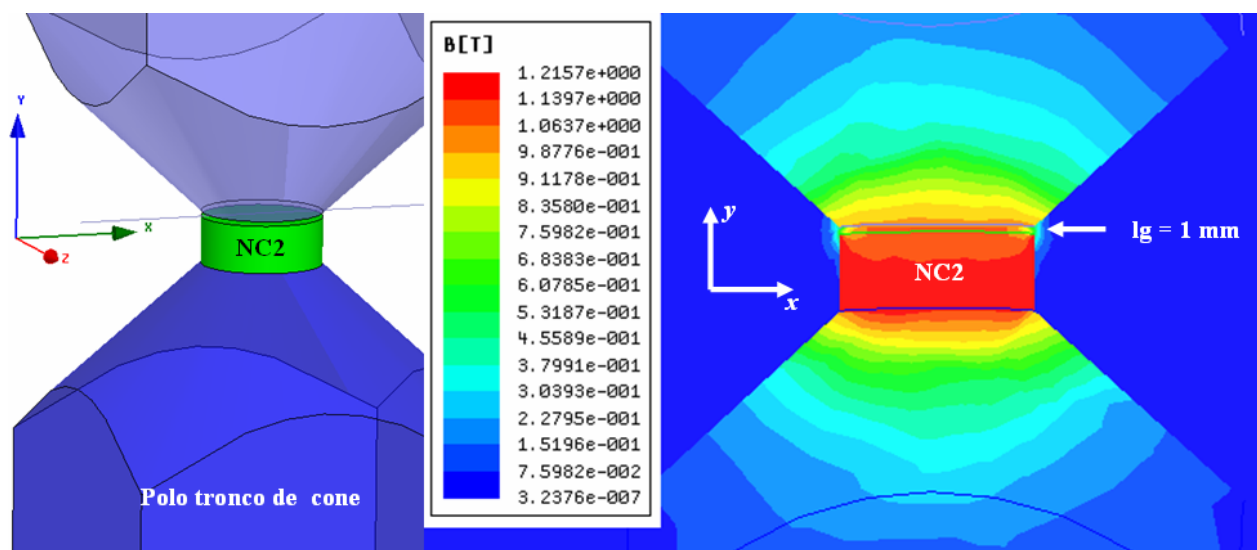 Y
X
Z
NC2
Polo tronco de cone
B[T]
1.2157e+000
1.1397e+000
1.0637e+000
9.8776e-001
9.1178e-001
8.3580e-001
7.5982e-001
6.8383e-001
6.0785e-001
5.3187e-001
4.5589e-001
3.7991e-001
3.0393e-001
2.2795e-001
1.5196e-001
7.5982e-002
3.2376e-007
y
x
NC2
lg = 1 mm